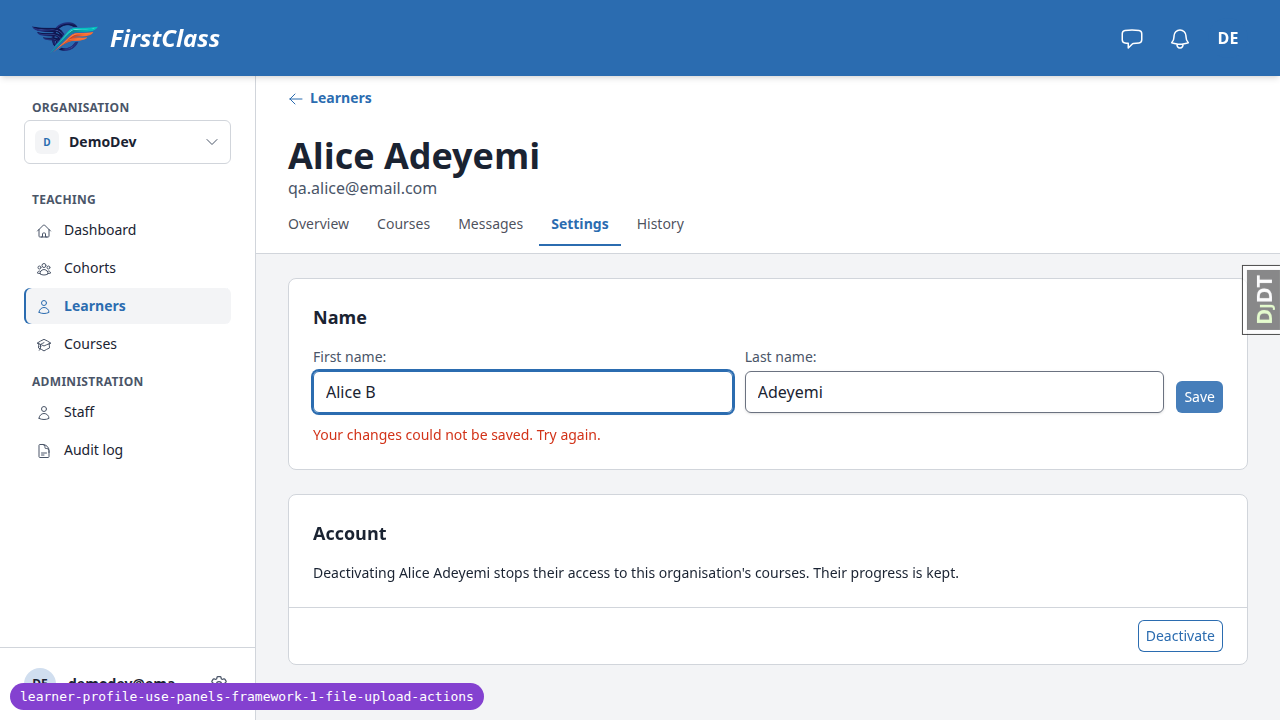 FirstClass
DE
ORGANISATION
D DemoDev
TEACHING
Dashboard
Cohorts
Learners
Courses
ADMINISTRATION
Staff
Audit log
Learners
Alice Adeyemi
qa.alice@email.com
Overview Courses Messages Settings History
Name
First name: Last name:
Alice B Adeyemi Save
Your changes could not be saved. Try again.
Account
Deactivating Alice Adeyemi stops their access to this organisation's courses. Their progress is kept.
Deactivate
DjDT
DE demodev@ema...
learner-profile-use-panels-framework-1-file-upload-actions